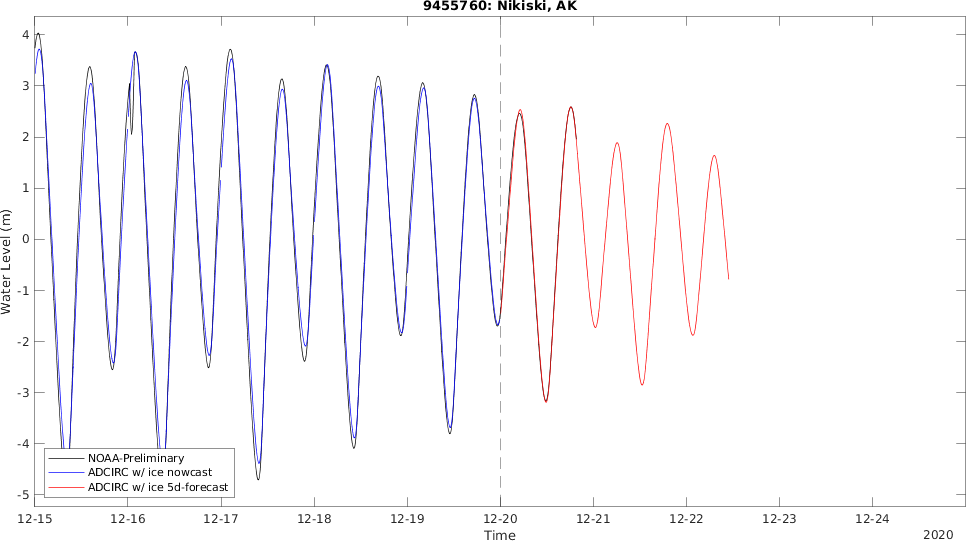 9455760: Nikiski, AK
4
3
2
1
0
-1
-2
-3
-4
-5
Water Level (m)
NOAA-Preliminary
ADCIRC w/ ice nowcast
ADCIRC w/ ice 5d-forecast
12-15 12-16 12-17 12-18 12-19 12-20 12-21 12-22 12-23 12-24
Time
2020